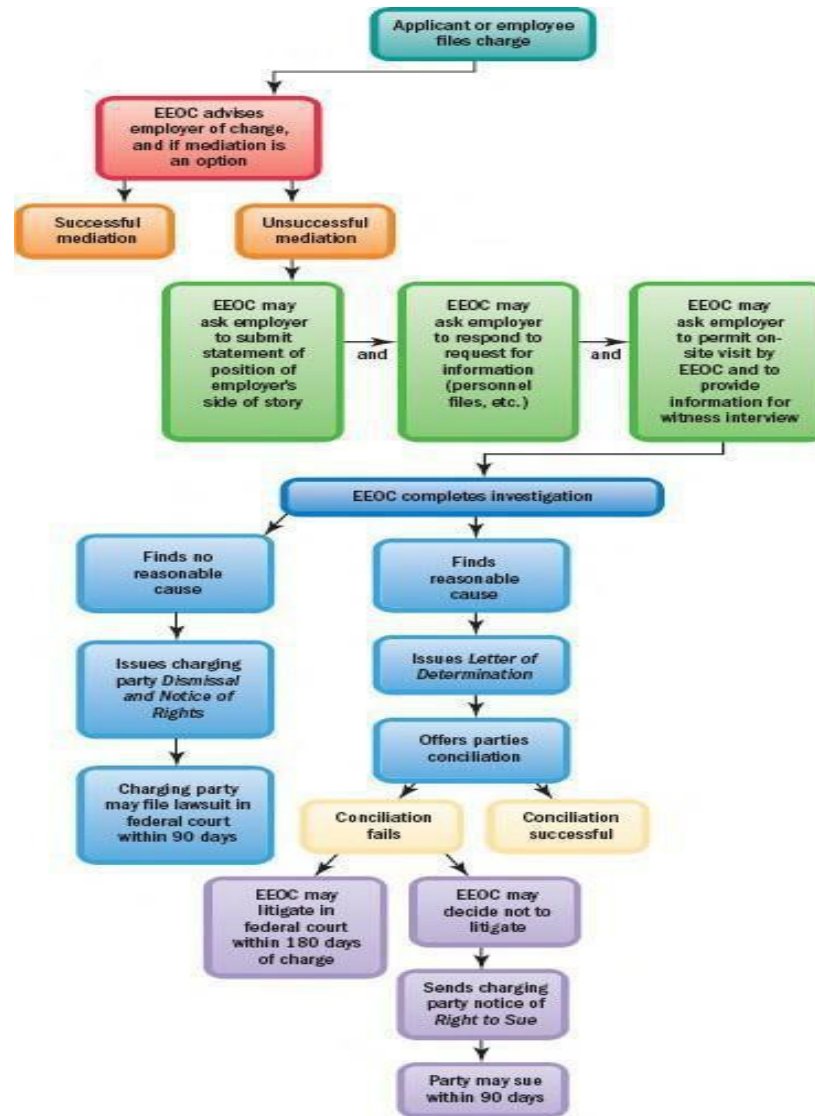 Applicant or employee
files charge
EEOC advises
employer of charge,
and if mediation is
an option
Successful
mediation
Unsuccessful
mediation
EEOC may
ask employer
to submit
statement of
position of
employer's
side of story
and
EEOC may
ask employer
to respond to
request for
information
(personnel
files, etc.)
and
EEOC may
ask employer
to permit on-
site visit by
EEOC and to
provide
information for
witness interview
EEOC completes investigation
Finds no
reasonable
cause
Finds
reasonable
cause
Issues charging
party Dismissal
and Notice of
Rights
Issues Letter of
Determination
Offers parties
conciliation
Charging party
may file lawsuit in
federal court
within 90 days
Conciliation
fails
Conciliation
successful
EEOC may
litigate in
federal court
within 180 days
of charge
EEOC may
decide not to
litigate
Sends charging
party notice of
Right to Sue
Party may sue
within 90 days